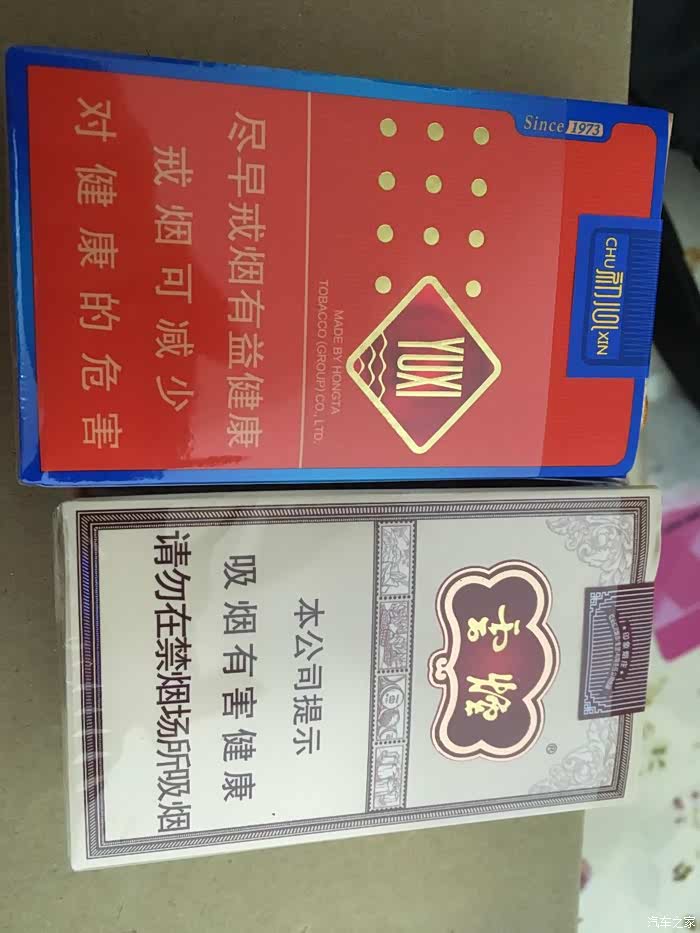 Since 1973
CHU 初心 XIN
YUXI
MADE BY HONGTA
TOBACCO (GROUP) CO., LTD.
尽早戒烟有益健康
戒烟可减少
对健康的危害
云烟
®
本公司提示
吸烟有害健康
请勿在禁烟场所吸烟
汽车之家